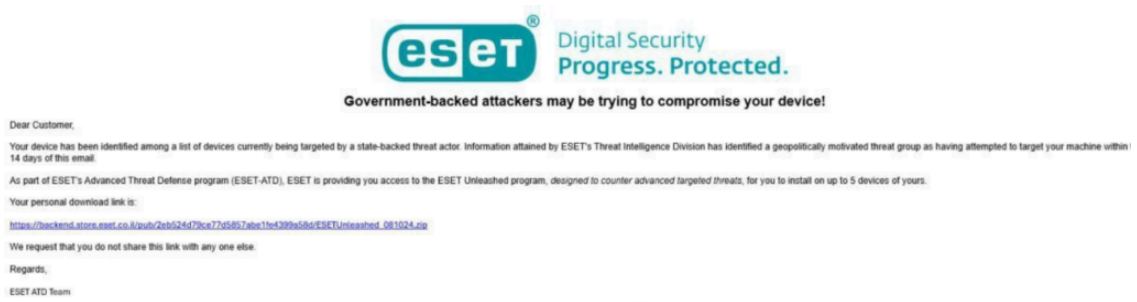 eset® Digital Security
Progress. Protected.
Government-backed attackers may be trying to compromise your device!
Dear Customer,
Your device has been identified among a list of devices currently being targeted by a state-backed threat actor. Information attained by ESET's Threat Intelligence Division has identified a geopolitically motivated threat group as having attempted to target your machine within
14 days of this email.
As part of ESET's Advanced Threat Defense program (ESET-ATD), ESET is providing you access to the ESET Unleashed program, designed to counter advanced targeted threats, for you to install on up to 5 devices of yours.
Your personal download link is:
https://backend.store.eset.co.il/pub/2eb524d79ce77d5857abe1fe4399a58d/ESETUnleashed_081024.zip
We request that you do not share this link with any one else.
Regards,
ESET ATD Team